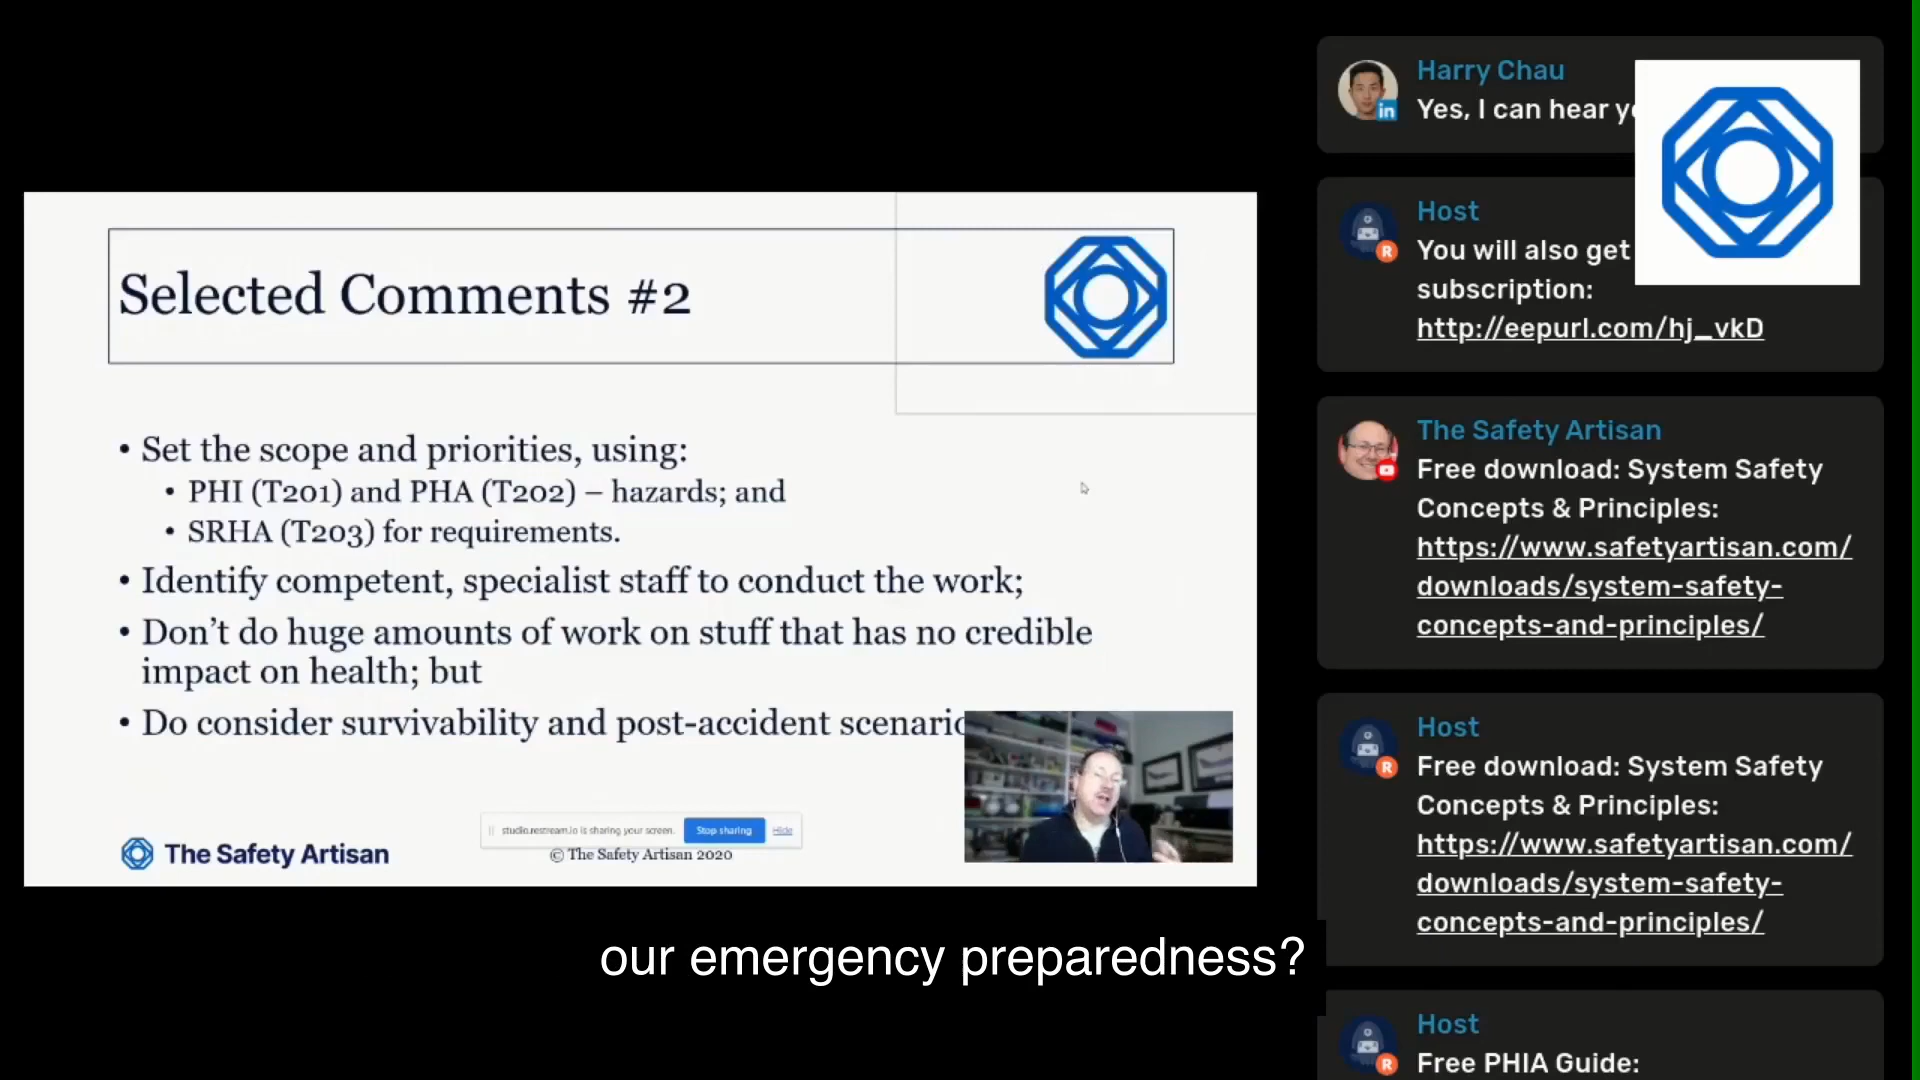 Selected Comments #2
• Set the scope and priorities, using:
• PHI (T201) and PHA (T202) – hazards; and
• SRHA (T203) for requirements.
• Identify competent, specialist staff to conduct the work;
• Don't do huge amounts of work on stuff that has no credible
impact on health; but
• Do consider survivability and post-accident
studio.restream.io is sharing your screen. Stop sharing Hide
The Safety Artisan
© The Safety Artisan 2020
our emergency preparedness?
Harry Chau
in
Yes, I can hear
Host
R
You will also get
subscription:
http://eepurl.com/hj_vkD
The Safety Artisan
Free download: System Safety
Concepts & Principles:
https://www.safetyartisan.com/
downloads/system-safety-
concepts-and-principles/
Host
R
Free download: System Safety
Concepts & Principles:
https://www.safetyartisan.com/
downloads/system-safety-
concepts-and-principles/
Host
R
Free PHIA Guide: